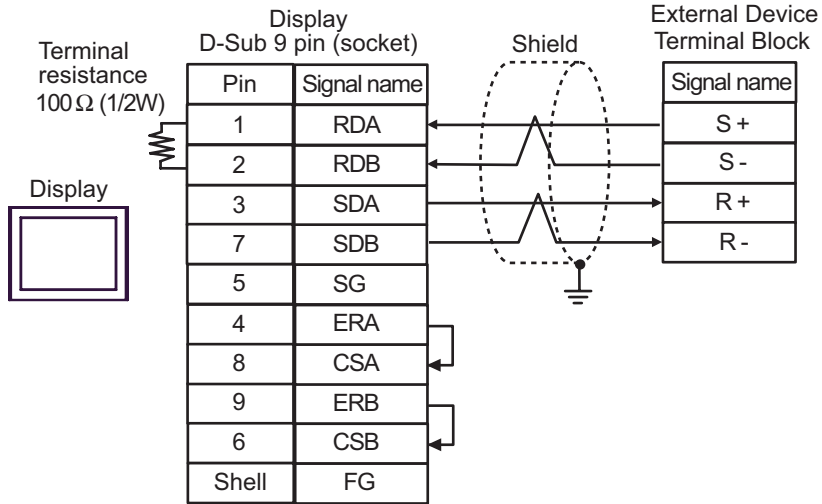 Display
D-Sub 9 pin (socket)
Shield
External Device
Terminal Block
Terminal
resistance
100Ω (1/2W)
Pin Signal name
Signal name
1 RDA
S +
2 RDB
S -
3 SDA
R +
7 SDB
R -
5 SG
4 ERA
8 CSA
9 ERB
6 CSB
Shell FG
Display